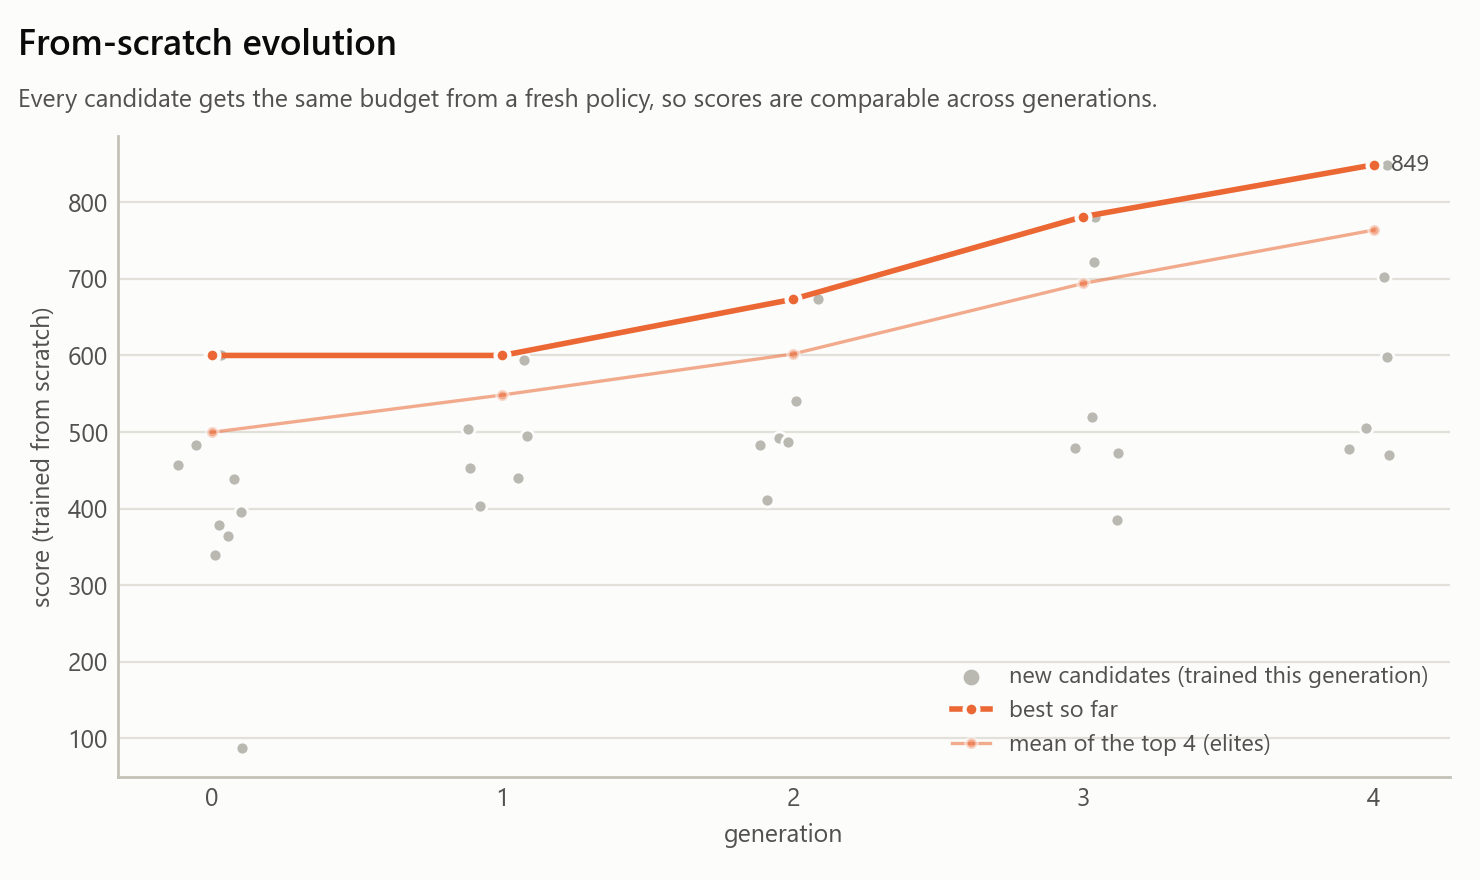 From-scratch evolution
Every candidate gets the same budget from a fresh policy, so scores are comparable across generations.
849
800
700
600
500
400
300
200
100
score (trained from scratch)
new candidates (trained this generation)
best so far
mean of the top 4 (elites)
0 1 2 3 4
generation